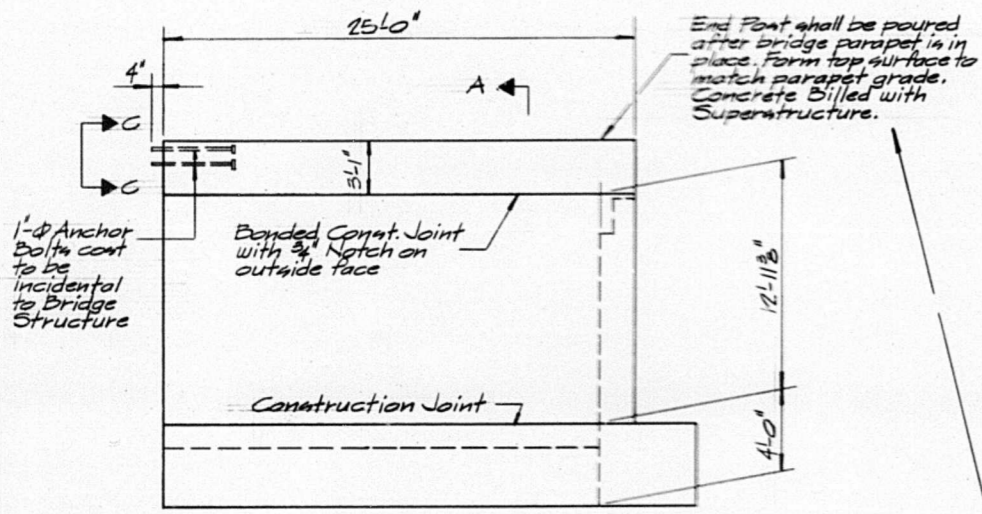 25'-0"
End Post shall be poured
after bridge parapet is in
place. Form top surface to
match parapet grade.
Concrete Billed with
Superstructure.
4"
A
C
C
3'-1"
1"-Φ Anchor
Bolts cost
to be
incidental
to Bridge
Structure
Bonded Const. Joint
with 3/4" Notch on
outside face
12'-11 3/8"
Construction Joint
4'-0"